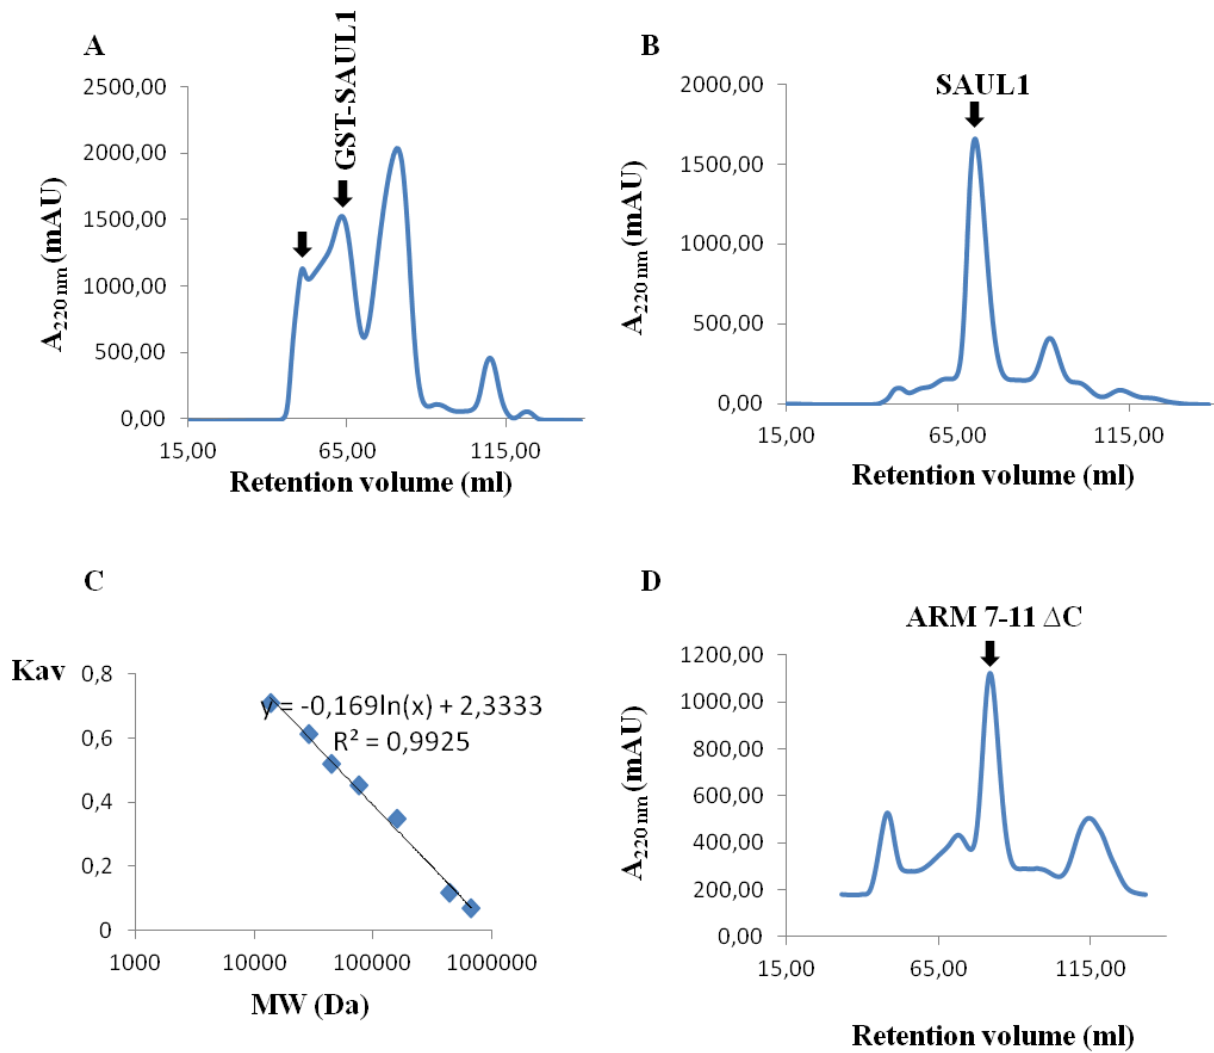 A
GST-SAUL1
2500,00
2000,00
1500,00
1000,00
500,00
0,00
A220 nm (mAU)
15,00 65,00 115,00
Retention volume (ml)
B
SAUL1
2000,00
1500,00
1000,00
500,00
0,00
A220 nm (mAU)
15,00 65,00 115,00
Retention volume (ml)
C
Kav
0,8
0,6
0,4
0,2
0
y = -0,169ln(x) + 2,3333
R² = 0,9925
1000 10000 100000 1000000
MW (Da)
D
ARM 7-11 ΔC
1200,00
1000,00
800,00
600,00
400,00
200,00
0,00
A220 nm (mAU)
15,00 65,00 115,00
Retention volume (ml)